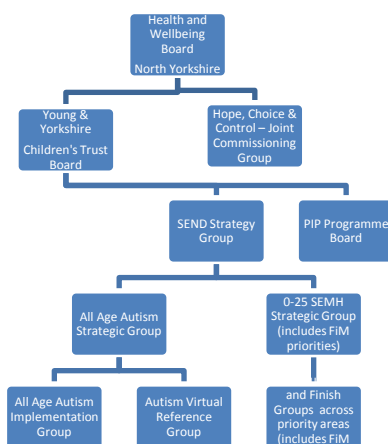 Health and
Wellbeing
Board
North Yorkshire
Young &
Yorkshire
Children's Trust
Board
Hope, Choice &
Control – Joint
Commissioning
Group
SEND Strategy
Group
PIP Programme
Board
All Age Autism
Strategic Group
0-25 SEMH
Strategic Group
(includes FiM
priorities)
All Age Autism
Implementation
Group
Autism Virtual
Reference Group
and Finish
Groups across
priority areas
(includes FiM